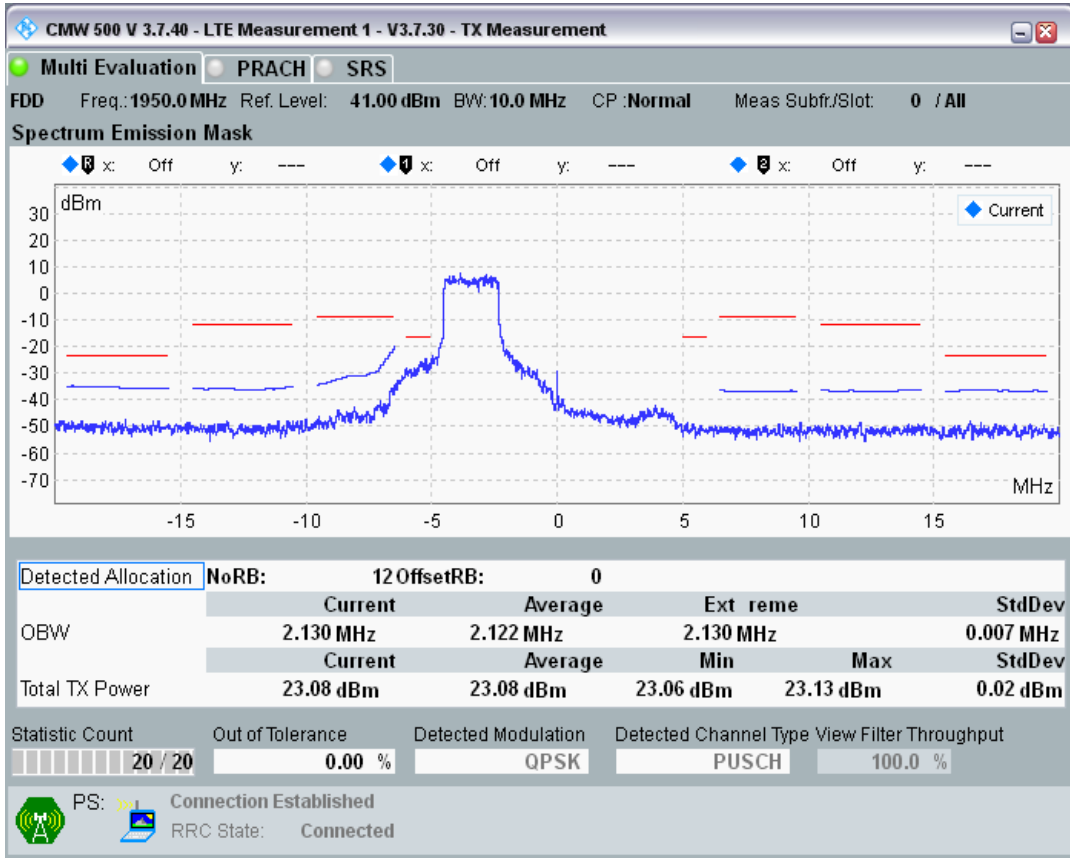 CMW 500 V 3.7.40 - LTE Measurement 1 - V3.7.30 - TX Measurement
Multi Evaluation PRACH SRS
FDD Freq.: 1950.0 MHz Ref. Level: 41.00 dBm BW: 10.0 MHz CP :Normal Meas Subfr./Slot: 0 / All
Spectrum Emission Mask
R x: Off y: --- 1 x: Off y: --- 2 x: Off y: ---
dBm
Current
30
20
10
0
-10
-20
-30
-40
-50
-60
-70
MHz
-15 -10 -5 0 5 10 15
Detected Allocation NoRB: 12 OffsetRB: 0
Current Average Ext reme StdDev
OBW 2.130 MHz 2.122 MHz 2.130 MHz 0.007 MHz
Current Average Min Max StdDev
Total TX Power 23.08 dBm 23.08 dBm 23.06 dBm 23.13 dBm 0.02 dBm
Statistic Count Out of Tolerance Detected Modulation Detected Channel Type View Filter Throughput
20 / 20 0.00 % QPSK PUSCH 100.0 %
PS: Connection Established
RRC State: Connected